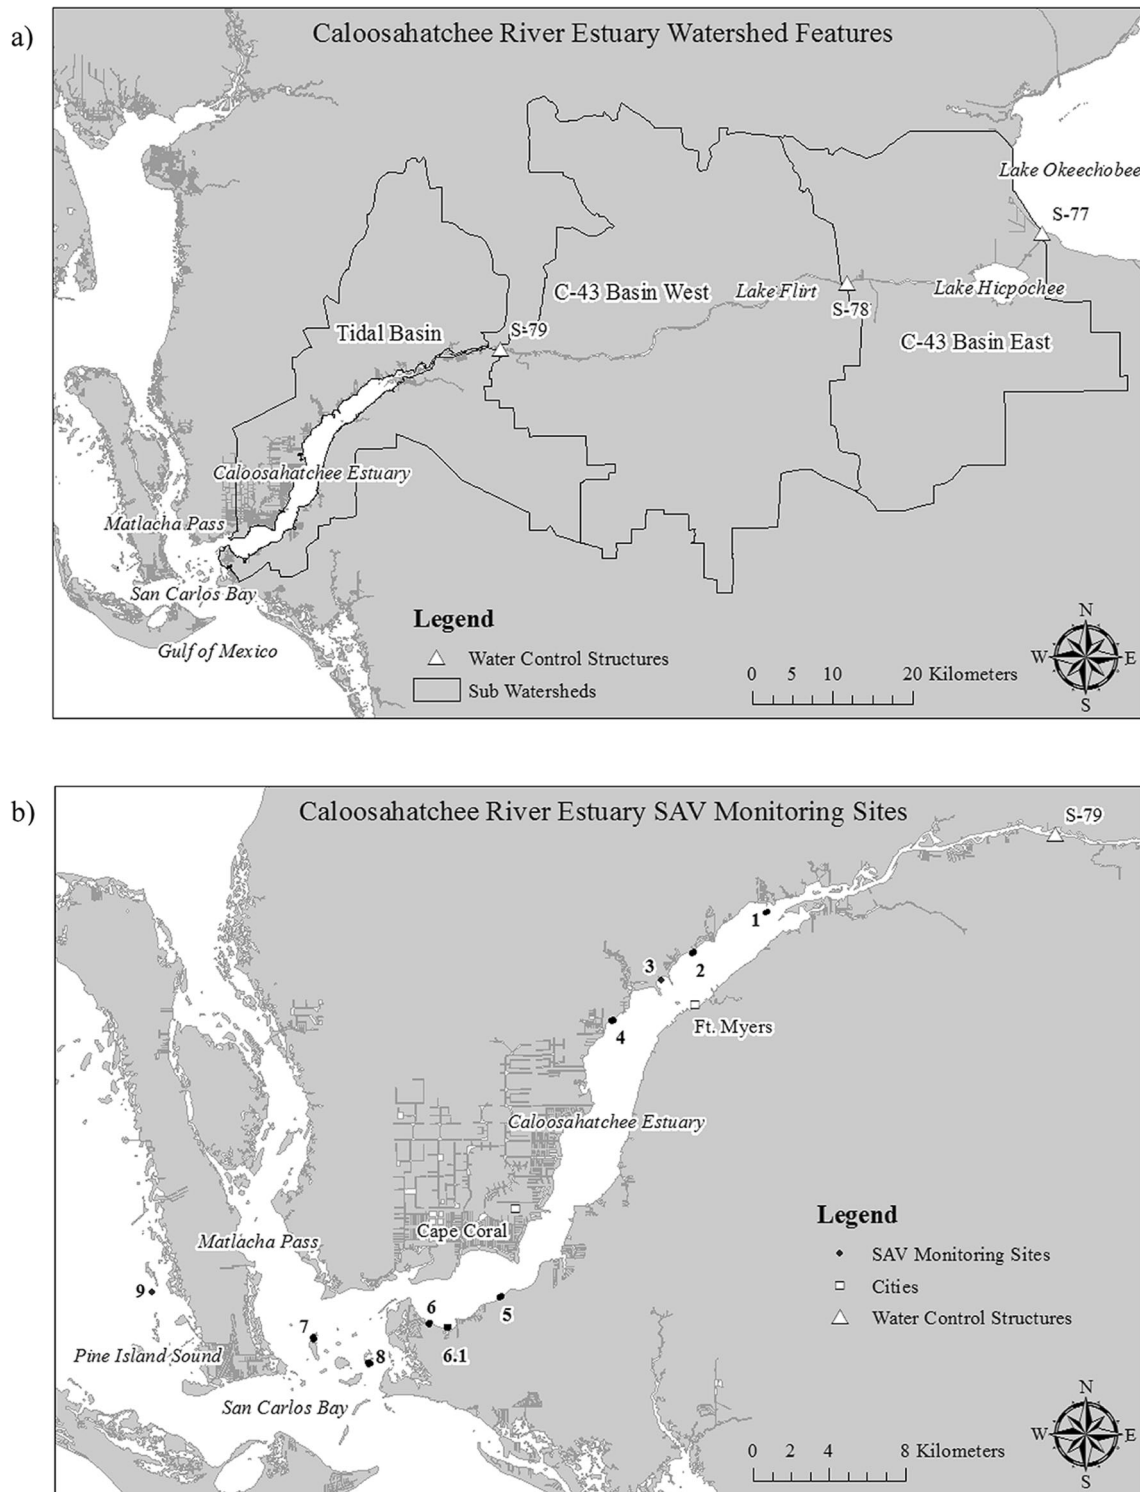 a)
Caloosahatchee River Estuary Watershed Features
Lake Okeechobee
S-77
C-43 Basin West
Lake Flirt
Lake Hicpochee
S-78
S-79
Tidal Basin
C-43 Basin East
Caloosahatchee Estuary
Matlacha Pass
San Carlos Bay
Gulf of Mexico
Legend
Water Control Structures
Sub Watersheds
0 5 10 20 Kilometers
N
W E
S
b)
Caloosahatchee River Estuary SAV Monitoring Sites
S-79
1
2
3
4
Ft. Myers
Caloosahatchee Estuary
Cape Coral
Matlacha Pass
9
7
6
5
6.1
8
Pine Island Sound
San Carlos Bay
Legend
SAV Monitoring Sites
Cities
Water Control Structures
0 2 4 8 Kilometers
N
W E
S